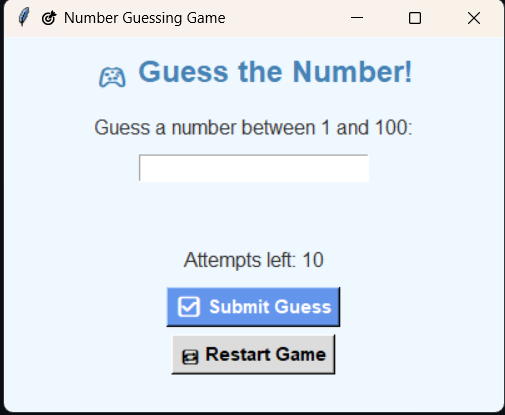 🎯 Number Guessing Game
🎮 Guess the Number!
Guess a number between 1 and 100:
Attempts left: 10
☑ Submit Guess
🔁 Restart Game